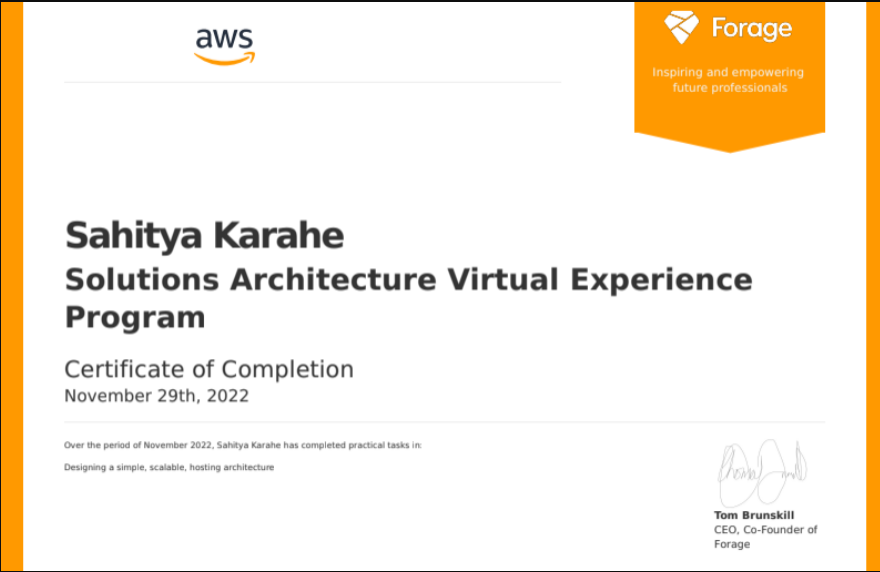 aws
Forage
Inspiring and empowering
future professionals
Sahitya Karahe
Solutions Architecture Virtual Experience
Program
Certificate of Completion
November 29th, 2022
Over the period of November 2022, Sahitya Karahe has completed practical tasks in:
Designing a simple, scalable, hosting architecture
Tom Brunskill
CEO, Co-Founder of
Forage